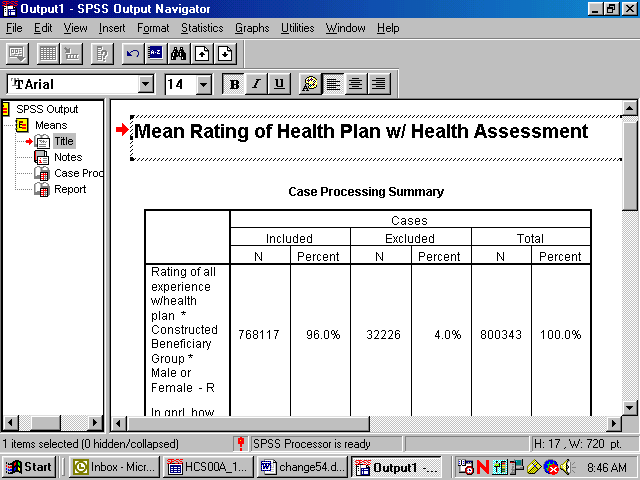 Output1 - SPSS Output Navigator
File Edit View Insert Format Statistics Graphs Utilities Window Help
Arial 14 B I U
SPSS Output
Means
Title
Notes
Case Proc
Report
Mean Rating of Health Plan w/ Health Assessment
Case Processing Summary
Cases
Included Excluded Total
N Percent N Percent N Percent
Rating of all
experience
w/health
plan *
Constructed
Beneficiary
Group *
Male or
Female - R
768117 96.0% 32226 4.0% 800343 100.0%
In gnrl, how
1 items selected (0 hidden/collapsed) SPSS Processor is ready H: 17 , W: 720 pt.
Start Inbox - Micr... HCS00A_1... change54.d... Output1 -... 8:46 AM